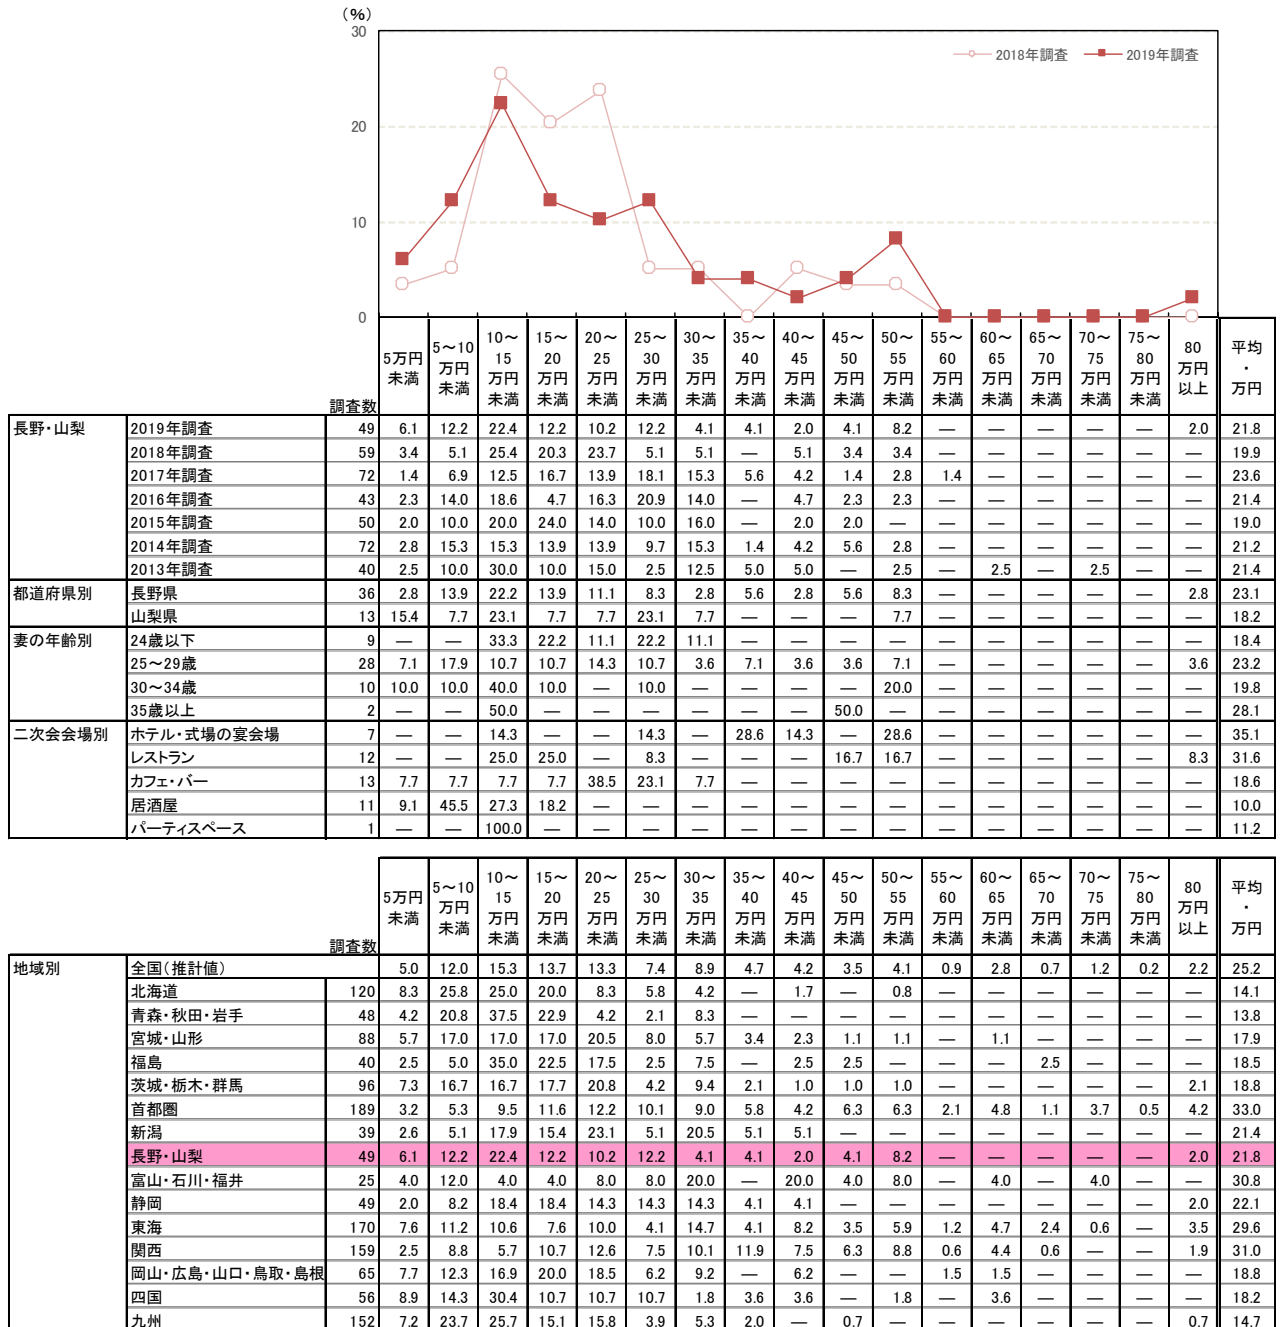 (%)
30
20
10
0
2018年調査 2019年調査
調査数 5万円未満 5～10万円未満 10～15万円未満 15～20万円未満 20～25万円未満 25～30万円未満 30～35万円未満 35～40万円未満 40～45万円未満 45～50万円未満 50～55万円未満 55～60万円未満 60～65万円未満 65～70万円未満 70～75万円未満 75～80万円未満 80万円以上 平均・万円
長野・山梨 2019年調査 49 6.1 12.2 22.4 12.2 10.2 12.2 4.1 4.1 2.0 4.1 8.2 — — — — — 2.0 21.8
2018年調査 59 3.4 5.1 25.4 20.3 23.7 5.1 5.1 — 5.1 3.4 3.4 — — — — — — 19.9
2017年調査 72 1.4 6.9 12.5 16.7 13.9 18.1 15.3 5.6 4.2 1.4 2.8 1.4 — — — — — 23.6
2016年調査 43 2.3 14.0 18.6 4.7 16.3 20.9 14.0 — 4.7 2.3 2.3 — — — — — — 21.4
2015年調査 50 2.0 10.0 20.0 24.0 14.0 10.0 16.0 — 2.0 2.0 — — — — — — — 19.0
2014年調査 72 2.8 15.3 15.3 13.9 13.9 9.7 15.3 1.4 4.2 5.6 2.8 — — — — — — 21.2
2013年調査 40 2.5 10.0 30.0 10.0 15.0 2.5 12.5 5.0 5.0 — 2.5 — 2.5 — 2.5 — — 21.4
都道府県別 長野県 36 2.8 13.9 22.2 13.9 11.1 8.3 2.8 5.6 2.8 5.6 8.3 — — — — — 2.8 23.1
山梨県 13 15.4 7.7 23.1 7.7 7.7 23.1 7.7 — — — 7.7 — — — — — — 18.2
妻の年齢別 24歳以下 9 — — 33.3 22.2 11.1 22.2 11.1 — — — — — — — — — — 18.4
25～29歳 28 7.1 17.9 10.7 10.7 14.3 10.7 3.6 7.1 3.6 3.6 7.1 — — — — — 3.6 23.2
30～34歳 10 10.0 10.0 40.0 10.0 — 10.0 — — — — 20.0 — — — — — — 19.8
35歳以上 2 — — 50.0 — — — — — — 50.0 — — — — — — — 28.1
二次会会場別 ホテル・式場の宴会場 7 — — 14.3 — — 14.3 — 28.6 14.3 — 28.6 — — — — — — 35.1
レストラン 12 — — 25.0 25.0 — 8.3 — — — 16.7 16.7 — — — — — 8.3 31.6
カフェ・バー 13 7.7 7.7 7.7 7.7 38.5 23.1 7.7 — — — — — — — — — — 18.6
居酒屋 11 9.1 45.5 27.3 18.2 — — — — — — — — — — — — — 10.0
パーティスペース 1 — — 100.0 — — — — — — — — — — — — — — 11.2
調査数 5万円未満 5～10万円未満 10～15万円未満 15～20万円未満 20～25万円未満 25～30万円未満 30～35万円未満 35～40万円未満 40～45万円未満 45～50万円未満 50～55万円未満 55～60万円未満 60～65万円未満 65～70万円未満 70～75万円未満 75～80万円未満 80万円以上 平均・万円
地域別 全国(推計値) 5.0 12.0 15.3 13.7 13.3 7.4 8.9 4.7 4.2 3.5 4.1 0.9 2.8 0.7 1.2 0.2 2.2 25.2
北海道 120 8.3 25.8 25.0 20.0 8.3 5.8 4.2 — 1.7 — 0.8 — — — — — — 14.1
青森・秋田・岩手 48 4.2 20.8 37.5 22.9 4.2 2.1 8.3 — — — — — — — — — — 13.8
宮城・山形 88 5.7 17.0 17.0 17.0 20.5 8.0 5.7 3.4 2.3 1.1 1.1 — 1.1 — — — — 17.9
福島 40 2.5 5.0 35.0 22.5 17.5 2.5 7.5 — 2.5 2.5 — — — 2.5 — — — 18.5
茨城・栃木・群馬 96 7.3 16.7 16.7 17.7 20.8 4.2 9.4 2.1 1.0 1.0 1.0 — — — — — 2.1 18.8
首都圏 189 3.2 5.3 9.5 11.6 12.2 10.1 9.0 5.8 4.2 6.3 6.3 2.1 4.8 1.1 3.7 0.5 4.2 33.0
新潟 39 2.6 5.1 17.9 15.4 23.1 5.1 20.5 5.1 5.1 — — — — — — — — 21.4
長野・山梨 49 6.1 12.2 22.4 12.2 10.2 12.2 4.1 4.1 2.0 4.1 8.2 — — — — — 2.0 21.8
富山・石川・福井 25 4.0 12.0 4.0 4.0 8.0 8.0 20.0 — 20.0 4.0 8.0 — 4.0 — 4.0 — — 30.8
静岡 49 2.0 8.2 18.4 18.4 14.3 14.3 14.3 4.1 4.1 — — — — — — — 2.0 22.1
東海 170 7.6 11.2 10.6 7.6 10.0 4.1 14.7 4.1 8.2 3.5 5.9 1.2 4.7 2.4 0.6 — 3.5 29.6
関西 159 2.5 8.8 5.7 10.7 12.6 7.5 10.1 11.9 7.5 6.3 8.8 0.6 4.4 0.6 — — 1.9 31.0
岡山・広島・山口・鳥取・島根 65 7.7 12.3 16.9 20.0 18.5 6.2 9.2 — 6.2 — — 1.5 1.5 — — — — 18.8
四国 56 8.9 14.3 30.4 10.7 10.7 10.7 1.8 3.6 3.6 — 1.8 — 3.6 — — — — 18.2
九州 152 7.2 23.7 25.7 15.1 15.8 3.9 5.3 2.0 — 0.7 — — — — — — 0.7 14.7